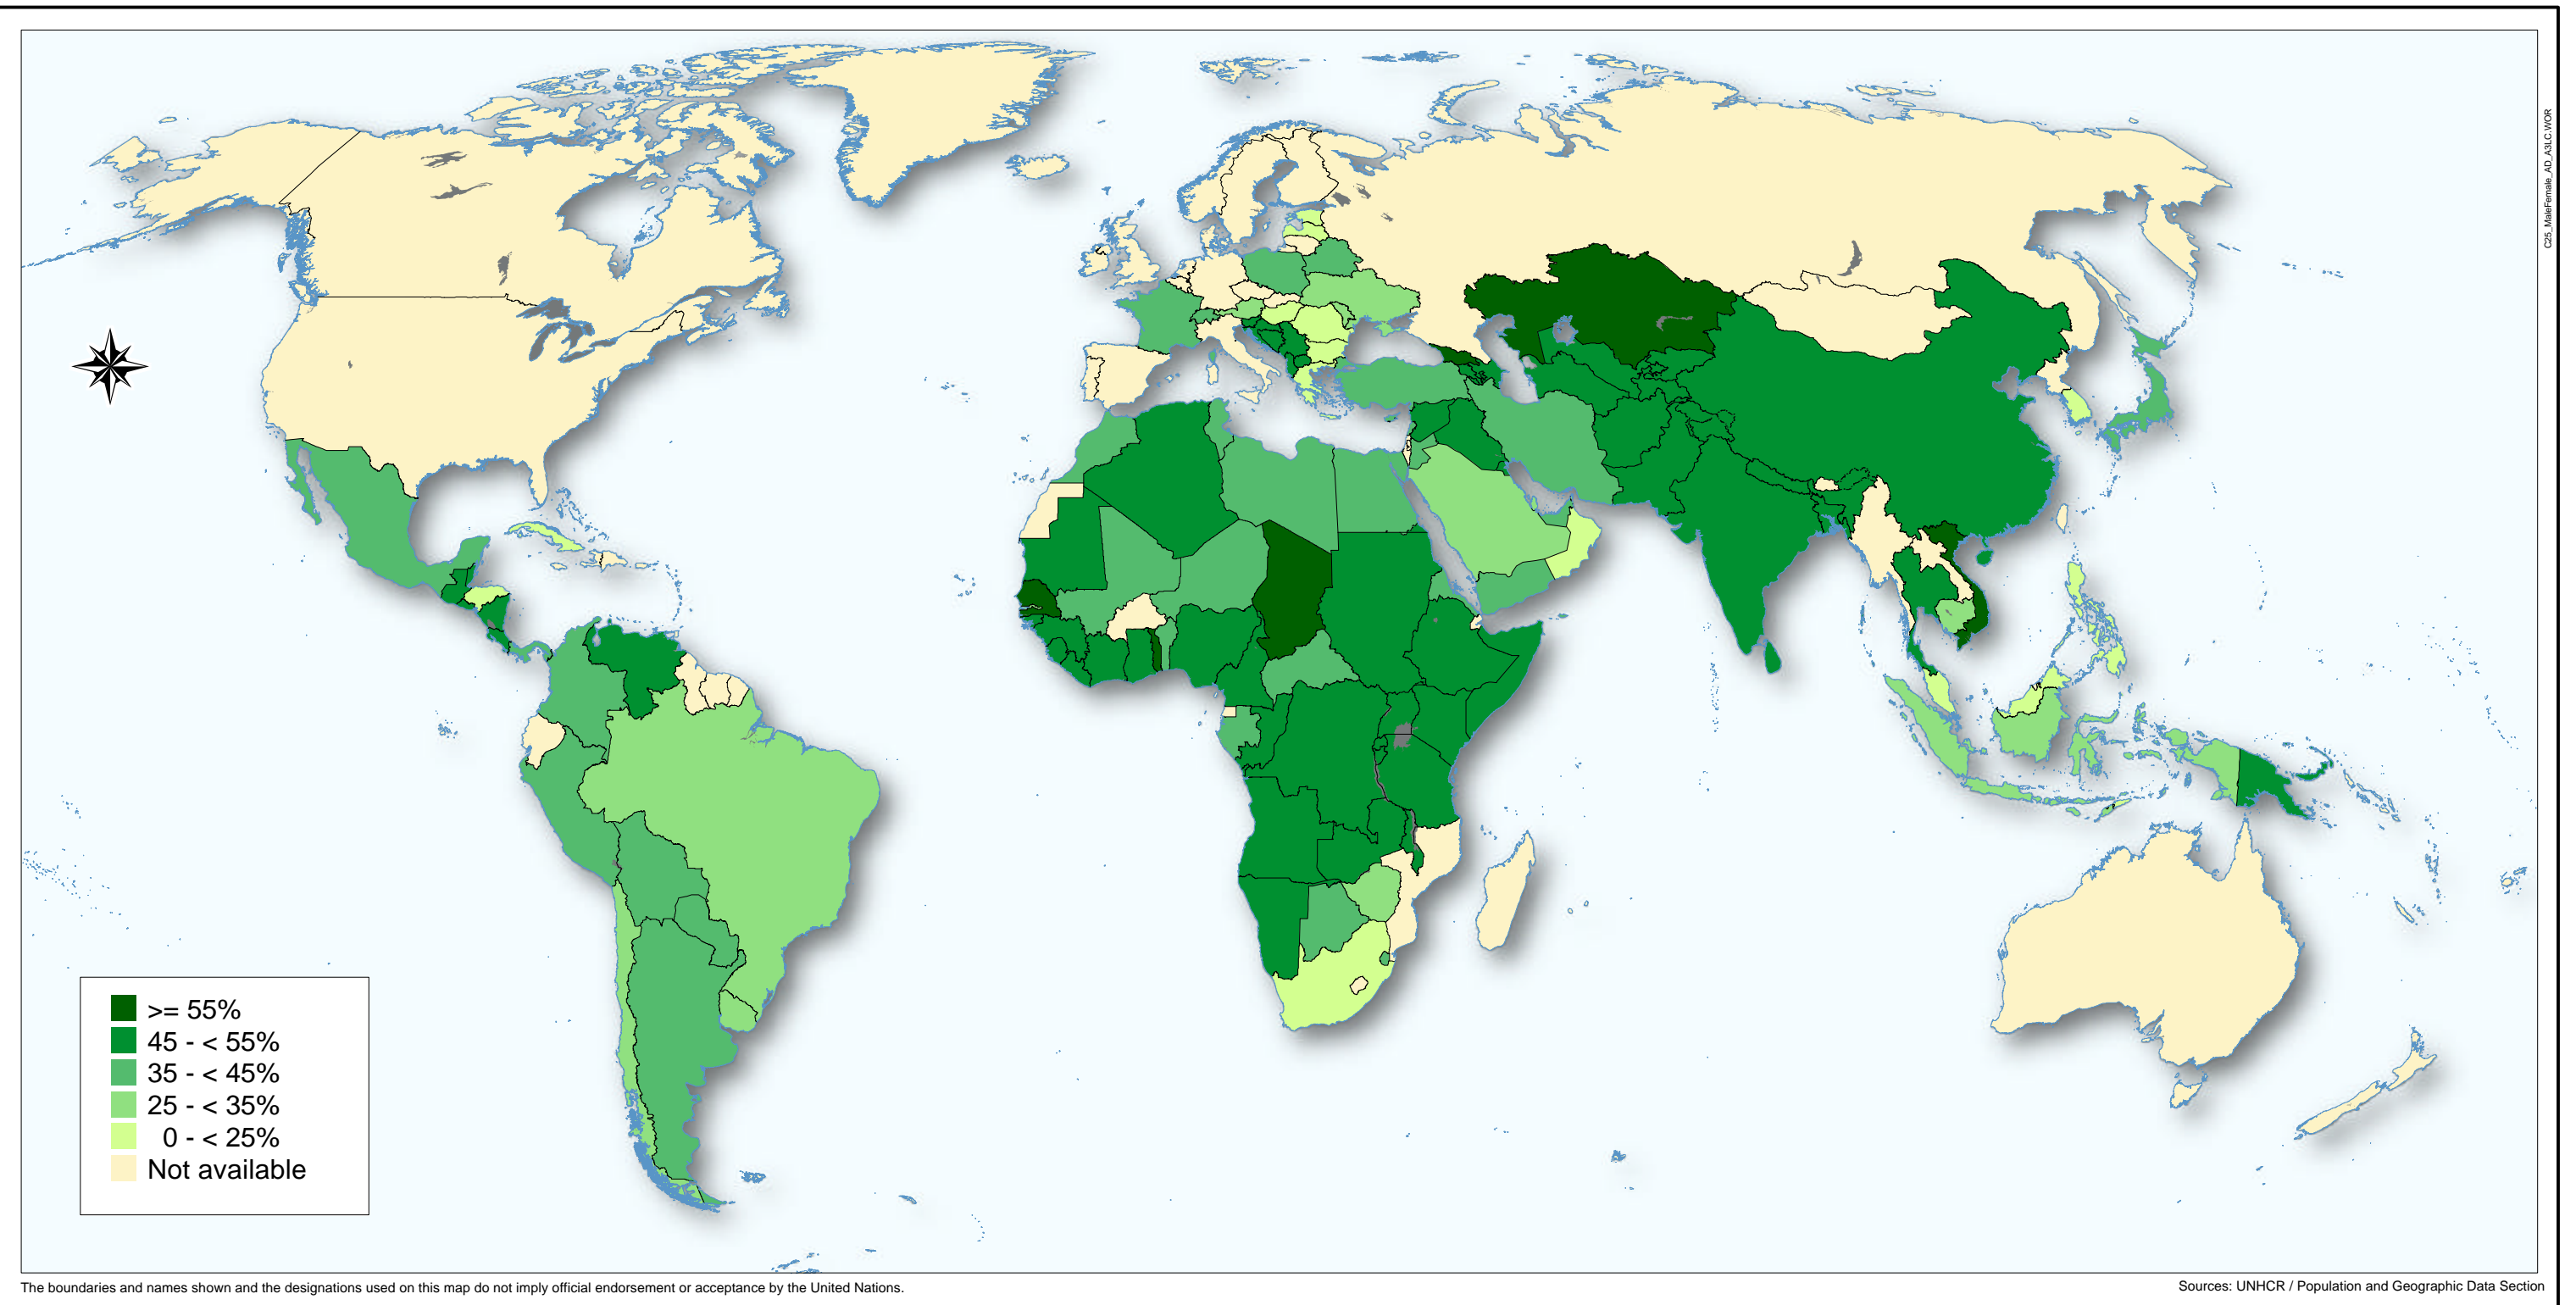 C25_MaleFemale_AD_A3LC.WOR
>= 55%
45 - < 55%
35 - < 45%
25 - < 35%
0 - < 25%
Not available
The boundaries and names shown and the designations used on this map do not imply official endorsement or acceptance by the United Nations.
Sources: UNHCR / Population and Geographic Data Section